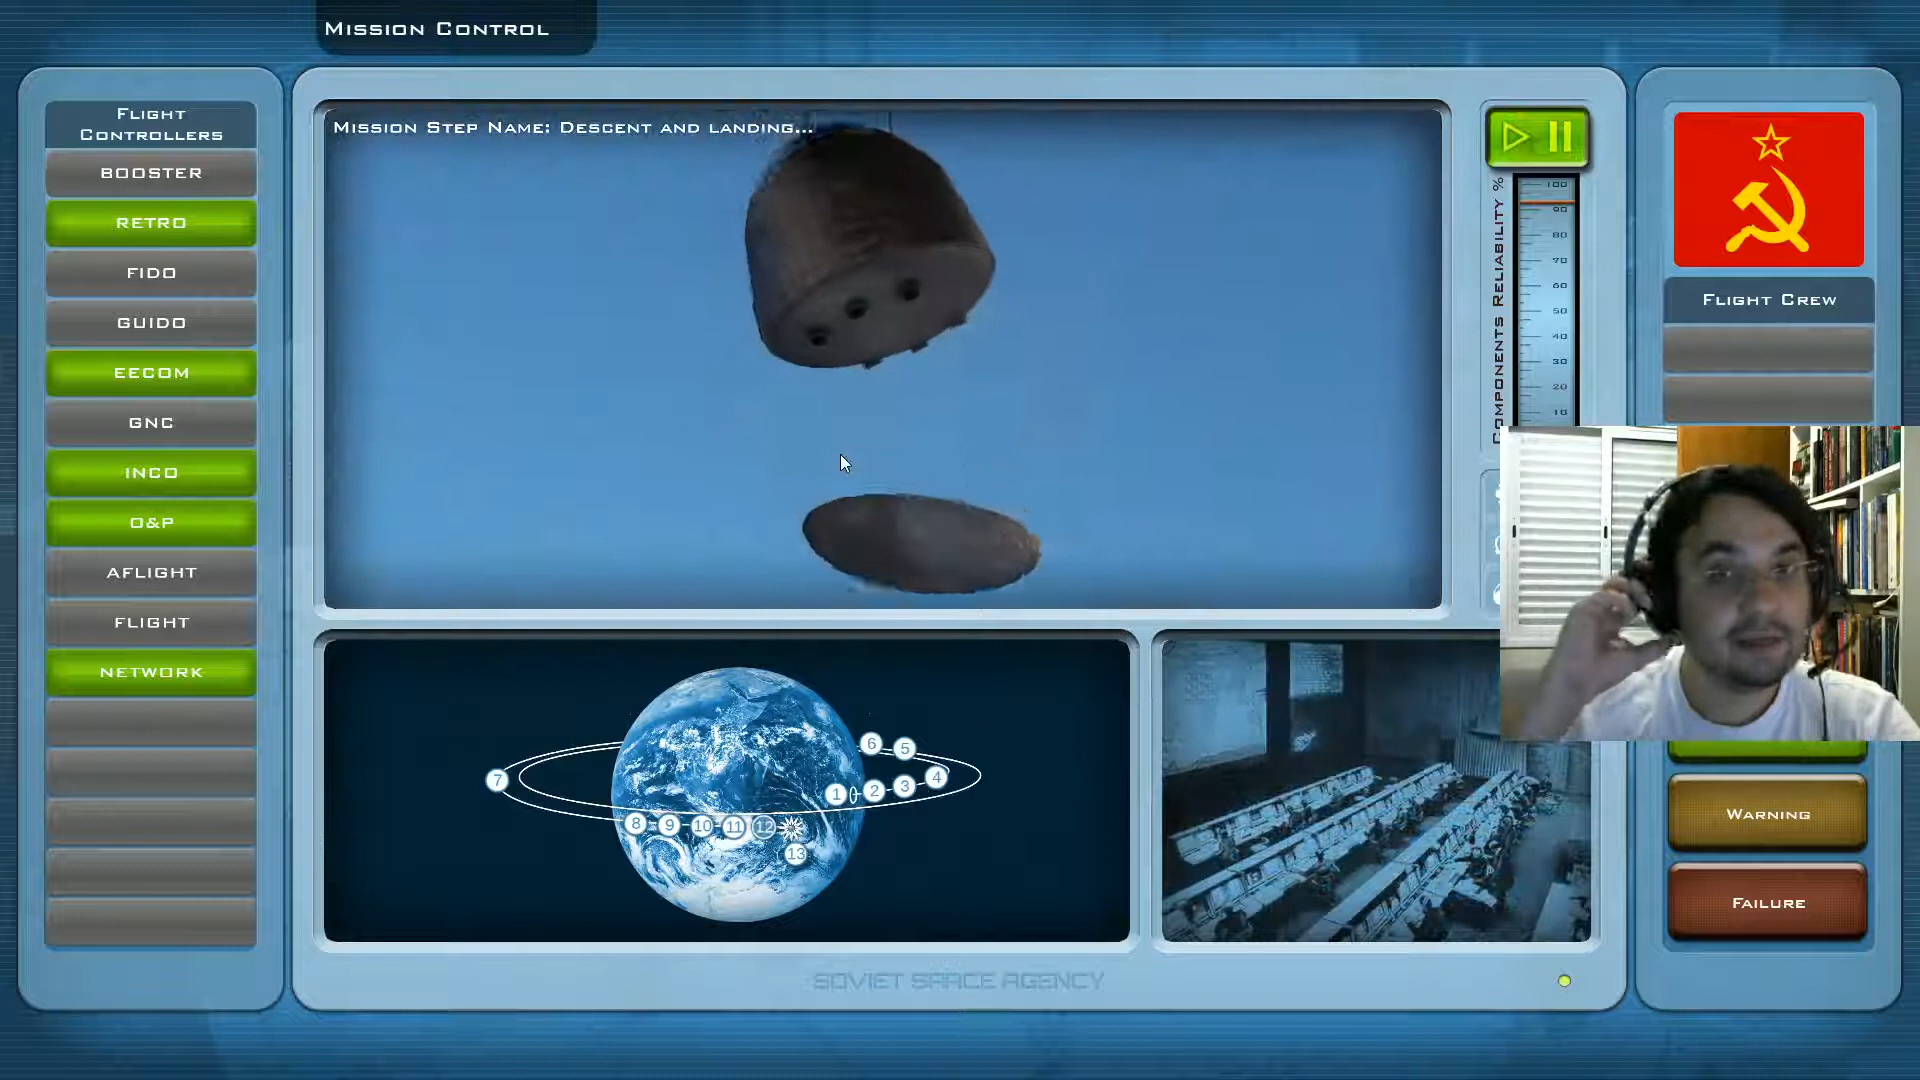 Mission Control
Flight
Controllers
BOOSTER
RETRO
FIDO
GUIDO
EECOM
GNC
INCO
O&P
AFLIGHT
FLIGHT
NETWORK
Mission Step Name: Descent and landing...
Components Reliability %
100
90
80
70
60
50
40
30
20
10
Flight Crew
6
5
7
4
3
2
1
8
9
10
11
12
13
Warning
Failure
SOVIET SPACE AGENCY